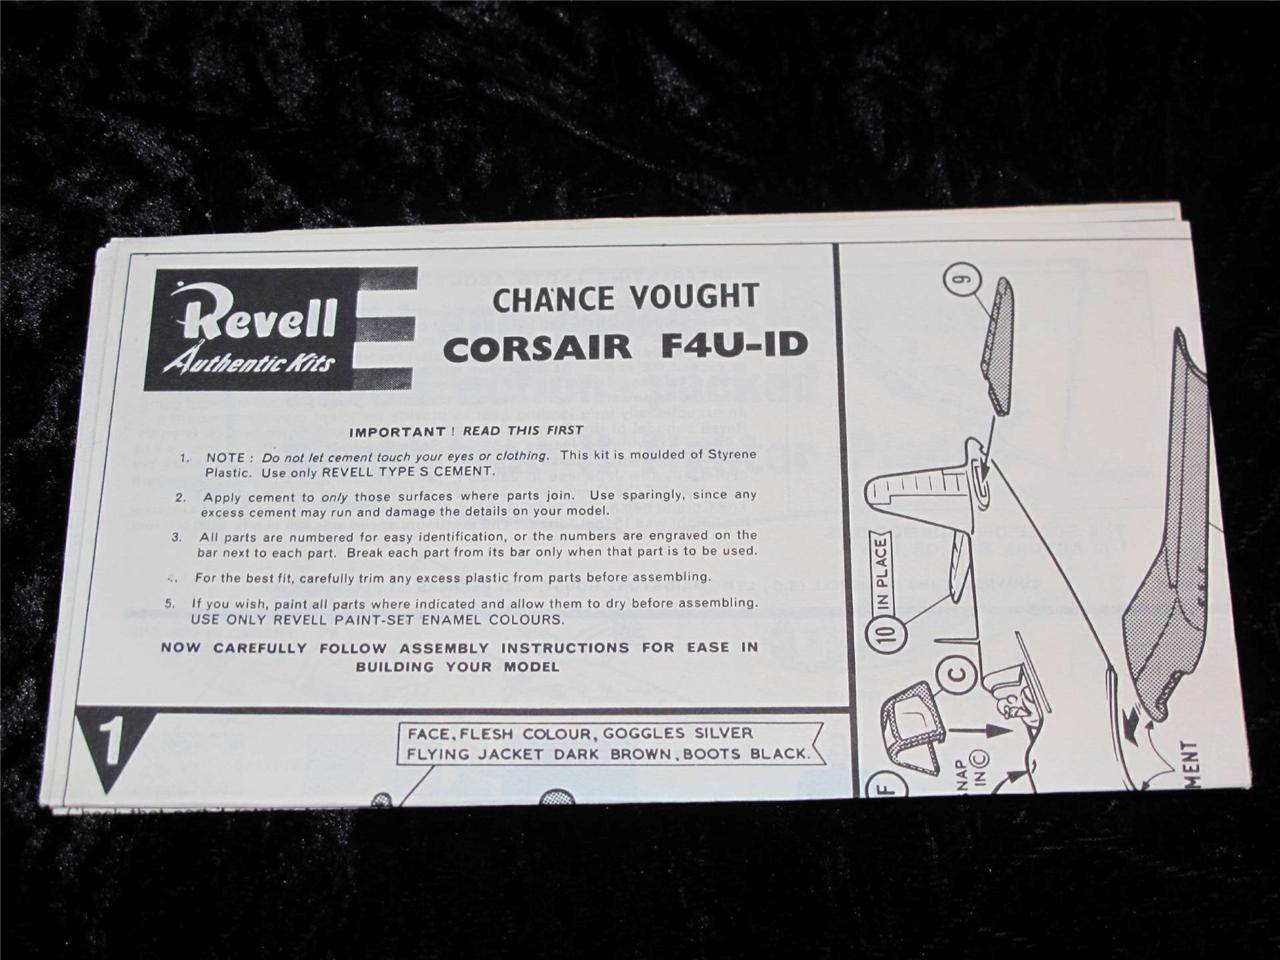 Revell
Authentic Kits
CHANCE VOUGHT
CORSAIR F4U-ID
IMPORTANT! READ THIS FIRST
1. NOTE: Do not let cement touch your eyes or clothing. This kit is moulded of Styrene
Plastic. Use only REVELL TYPE S CEMENT.
2. Apply cement to only those surfaces where parts join. Use sparingly, since any
excess cement may run and damage the details on your model.
3. All parts are numbered for easy identification, or the numbers are engraved on the
bar next to each part. Break each part from its bar only when that part is to be used.
For the best fit, carefully trim any excess plastic from parts before assembling.
5. If you wish, paint all parts where indicated and allow them to dry before assembling.
USE ONLY REVELL PAINT-SET ENAMEL COLOURS.
NOW CAREFULLY FOLLOW ASSEMBLY INSTRUCTIONS FOR EASE IN
BUILDING YOUR MODEL
1
FACE, FLESH COLOUR, GOGGLES SILVER
FLYING JACKET DARK BROWN, BOOTS BLACK.
9
10 IN PLACE
C
F
NAP
IN C
MENT